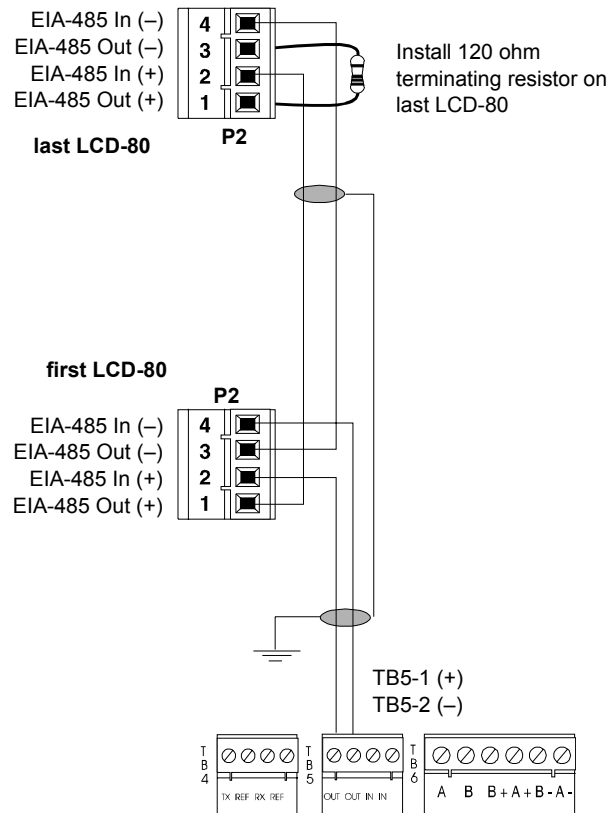 EIA-485 In (–)
EIA-485 Out (–)
EIA-485 In (+)
EIA-485 Out (+)
4
3
2
1
P2
last LCD-80
Install 120 ohm
terminating resistor on
last LCD-80
first LCD-80
P2
EIA-485 In (–)
EIA-485 Out (–)
EIA-485 In (+)
EIA-485 Out (+)
4
3
2
1
TB5-1 (+)
TB5-2 (–)
TB4
TX REF RX REF
TB5
OUT OUT IN IN
TB6
A B B+ A+ B- A-